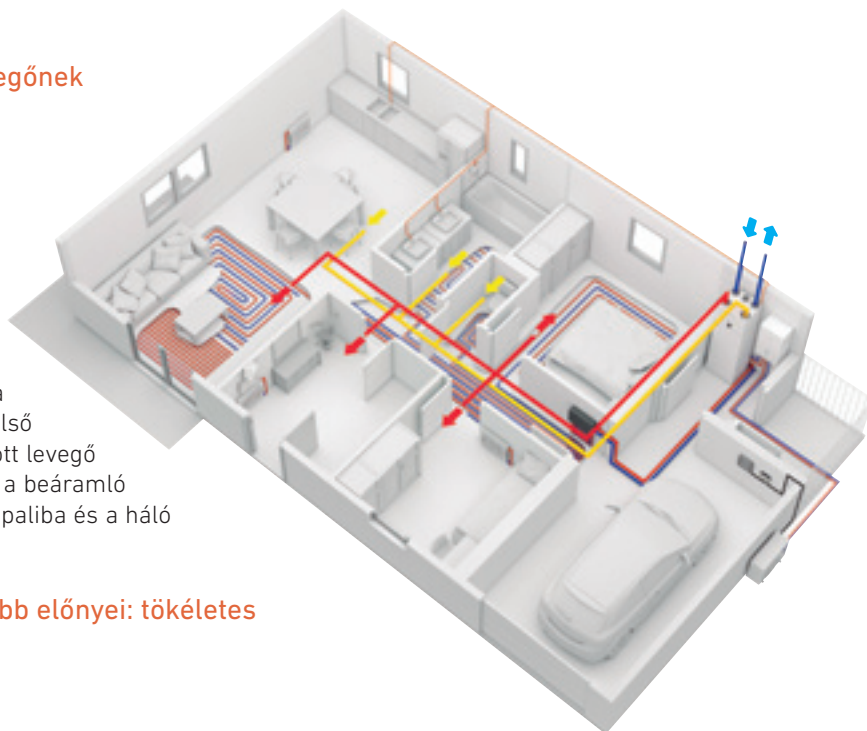 egőnek
a
lső
ott levegő
a beáramló
paliba és a háló
bb előnyei: tökéletes